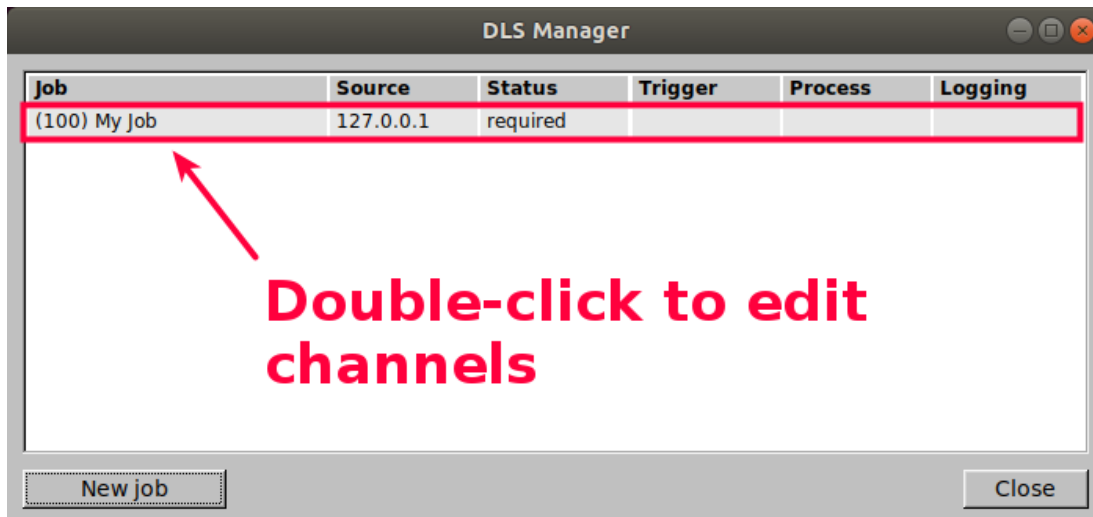 DLS Manager
Job Source Status Trigger Process Logging
(100) My Job 127.0.0.1 required
Double-click to edit
channels
New job Close